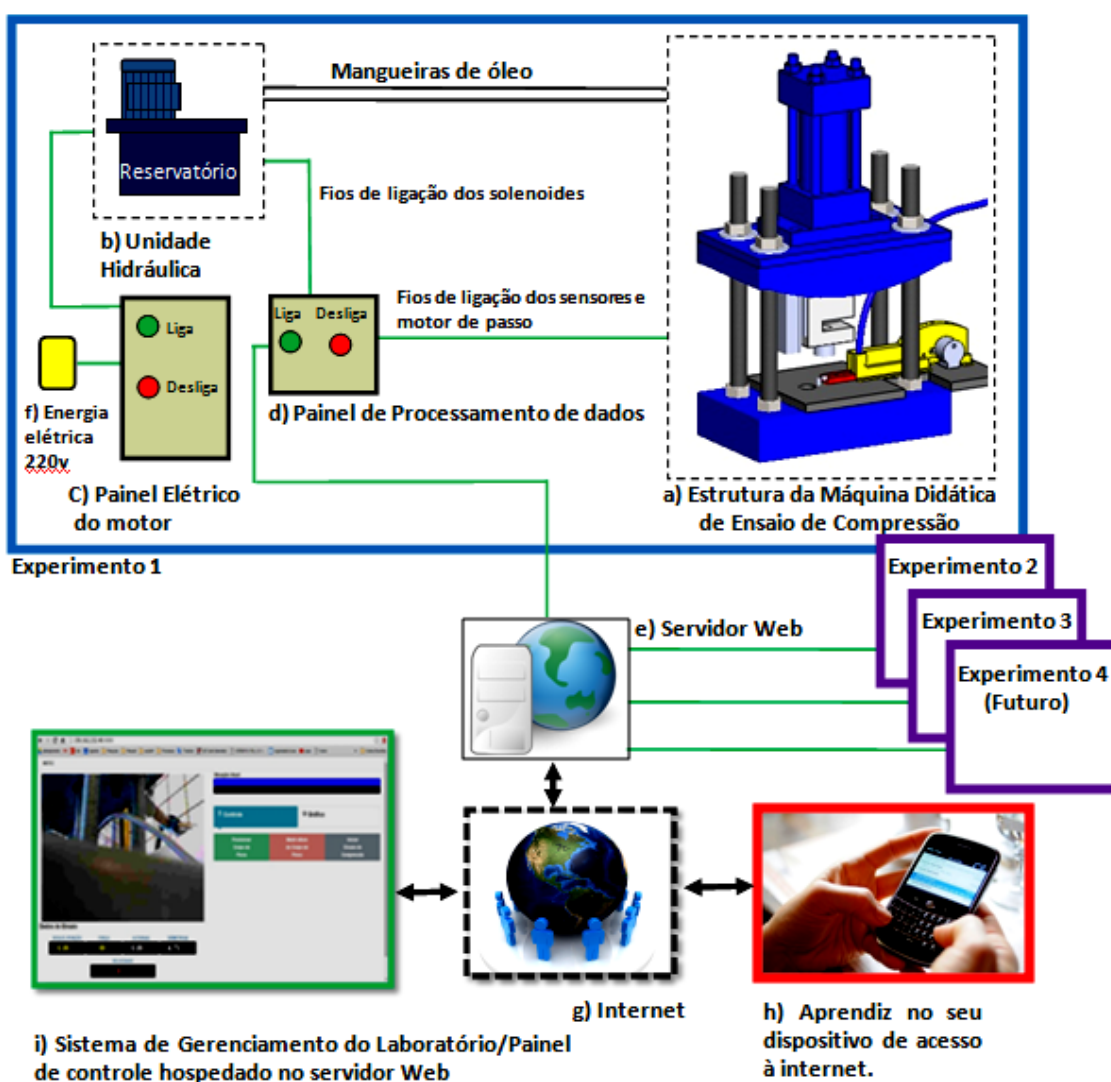 Mangueiras de óleo
Reservatório
Fios de ligação dos solenoides
b) Unidade
Hidráulica
Fios de ligação dos sensores e
motor de passo
Liga
Desliga
Liga Desliga
f) Energia
elétrica
220v
d) Painel de Processamento de dados
C) Painel Elétrico
do motor
a) Estrutura da Máquina Didática
de Ensaio de Compressão
Experimento 1
Experimento 2
Experimento 3
Experimento 4
(Futuro)
e) Servidor Web
g) Internet
h) Aprendiz no seu
dispositivo de acesso
à internet.
i) Sistema de Gerenciamento do Laboratório/Painel
de controle hospedado no servidor Web